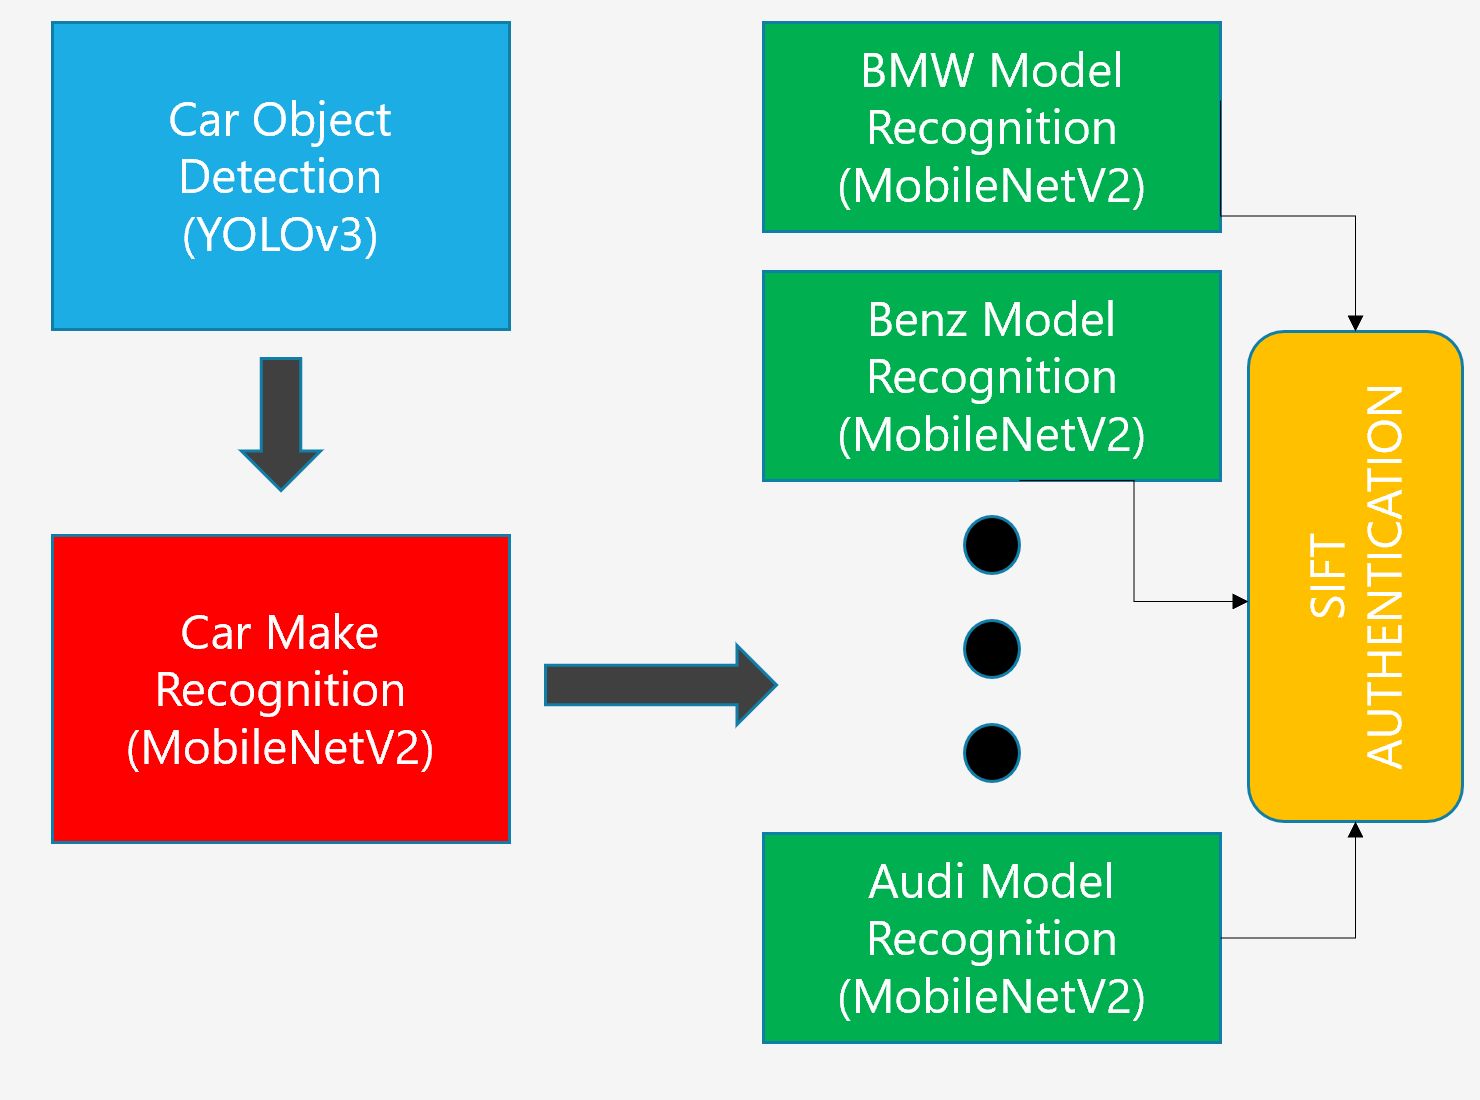 Car Object
Detection
(YOLOv3)
Car Make
Recognition
(MobileNetV2)
BMW Model
Recognition
(MobileNetV2)
Benz Model
Recognition
(MobileNetV2)
Audi Model
Recognition
(MobileNetV2)
SIFT
AUTHENTICATION